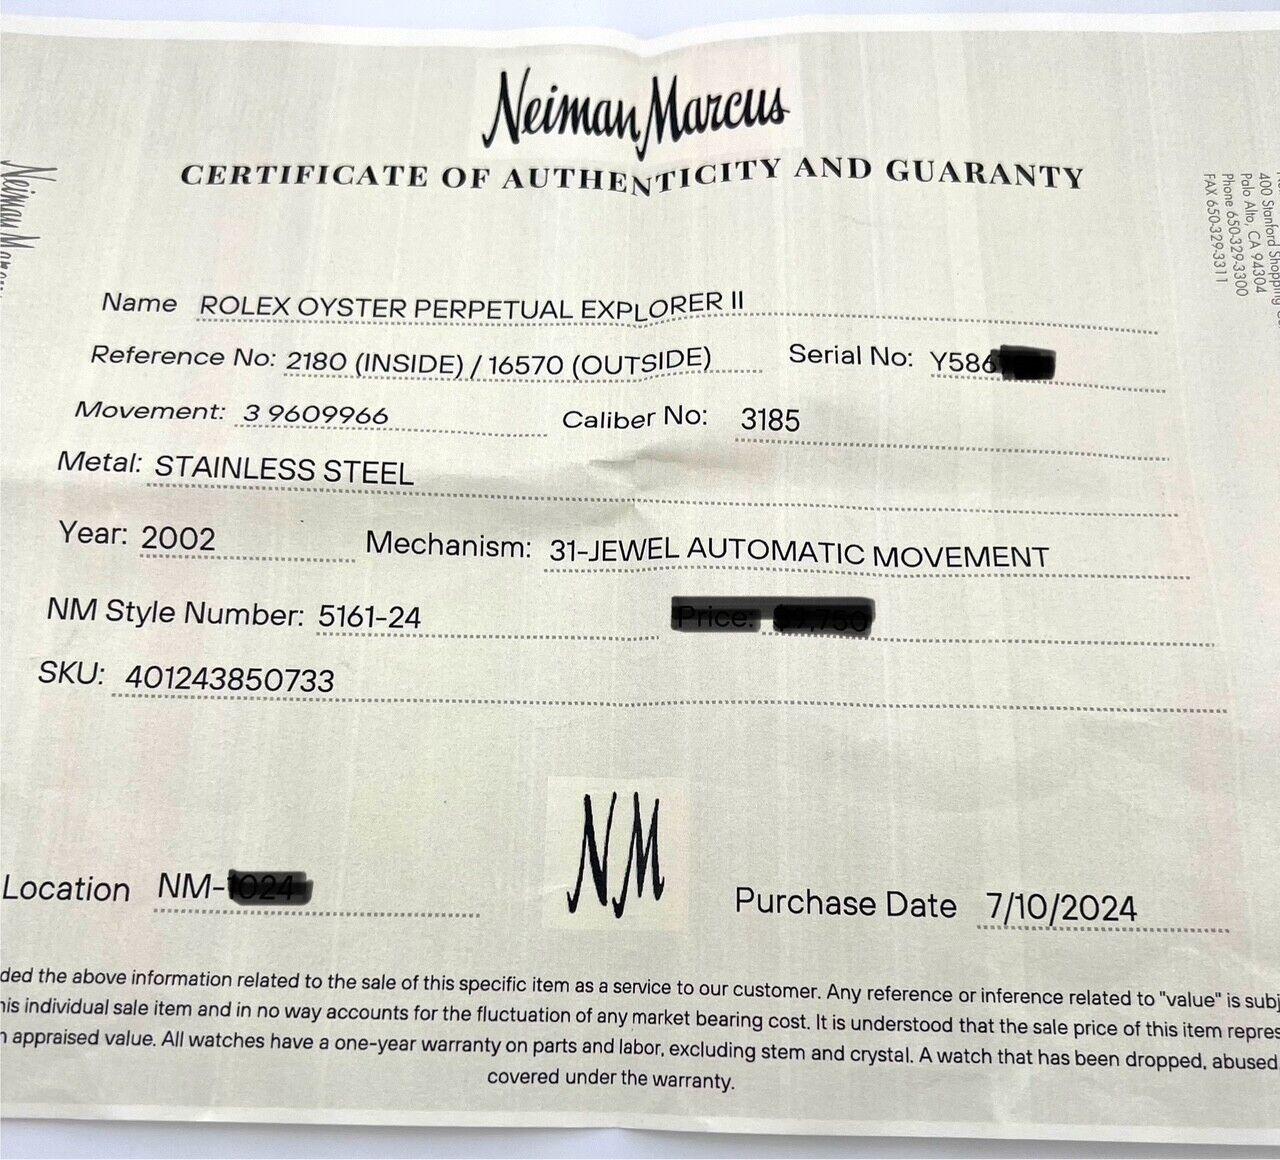 Neiman Marcus
CERTIFICATE OF AUTHENTICITY AND GUARANTY
Neiman
400 Stanford Shopping
Palo Alto, CA 94304
Phone 650-329-3300
FAX 650-329-3311
Name ROLEX OYSTER PERPETUAL EXPLORER II
Reference No: 2180 (INSIDE) / 16570 (OUTSIDE) Serial No: Y586
Movement: 3 9609966 Caliber No: 3185
Metal: STAINLESS STEEL
Year: 2002 Mechanism: 31-JEWEL AUTOMATIC MOVEMENT
NM Style Number: 5161-24 Price:
SKU: 401243850733
NM
Location NM- Purchase Date 7/10/2024
ded the above information related to the sale of this specific item as a service to our customer. Any reference or inference related to "value" is subj
his individual sale item and in no way accounts for the fluctuation of any market bearing cost. It is understood that the sale price of this item repres
n appraised value. All watches have a one-year warranty on parts and labor, excluding stem and crystal. A watch that has been dropped, abused
covered under the warranty.